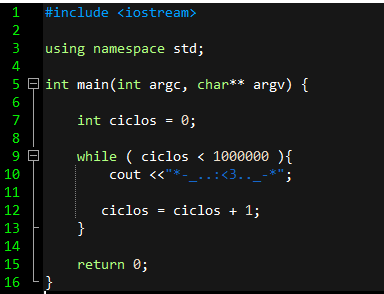 1 #include <iostream>
2
3 using namespace std;
4
5 int main(int argc, char** argv) {
6
7 int ciclos = 0;
8
9 while ( ciclos < 1000000 ){
10 cout <<"*-_..:<3.._-*";
11
12 ciclos = ciclos + 1;
13 }
14
15 return 0;
16 }